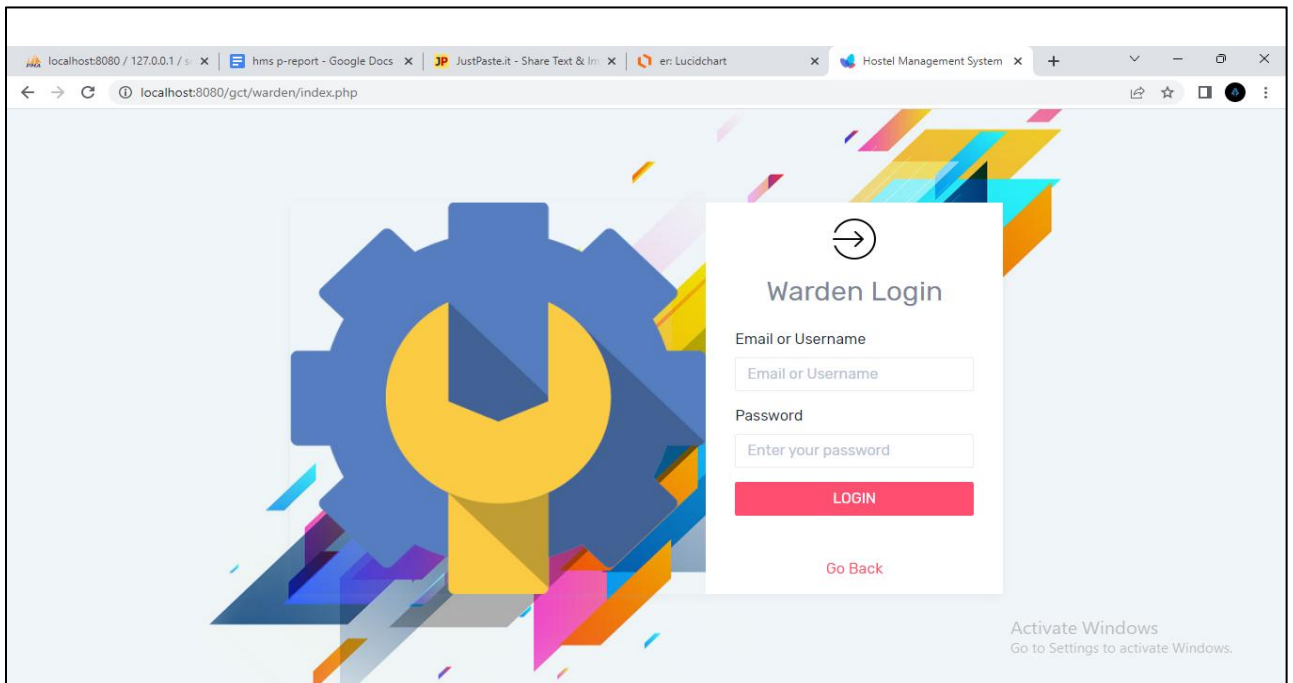 localhost:8080 / 127.0.0.1 /
hms p-report - Google Docs
JP JustPaste.it - Share Text &
er: Lucidchart
Hostel Management System
localhost:8080/gct/warden/index.php
Warden Login
Email or Username
Email or Username
Password
Enter your password
LOGIN
Go Back
Activate Windows
Go to Settings to activate Windows.